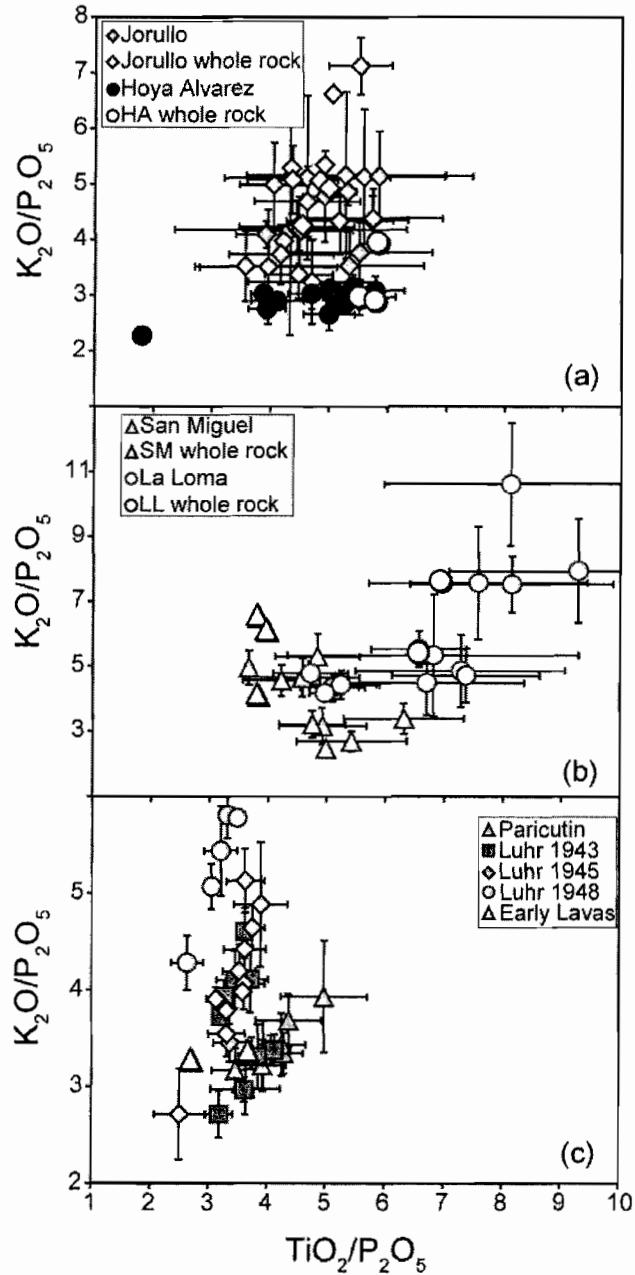 8
7
6
5
4
3
2
K₂O/P₂O₅
Jorullo
Jorullo whole rock
Hoya Alvarez
HA whole rock
(a)
11
9
7
5
3
K₂O/P₂O₅
San Miguel
SM whole rock
La Loma
LL whole rock
(b)
5
4
3
2
K₂O/P₂O₅
Paricutin
Luhr 1943
Luhr 1945
Luhr 1948
Early Lavas
(c)
1 2 3 4 5 6 7 8 9 10
TiO₂/P₂O₅